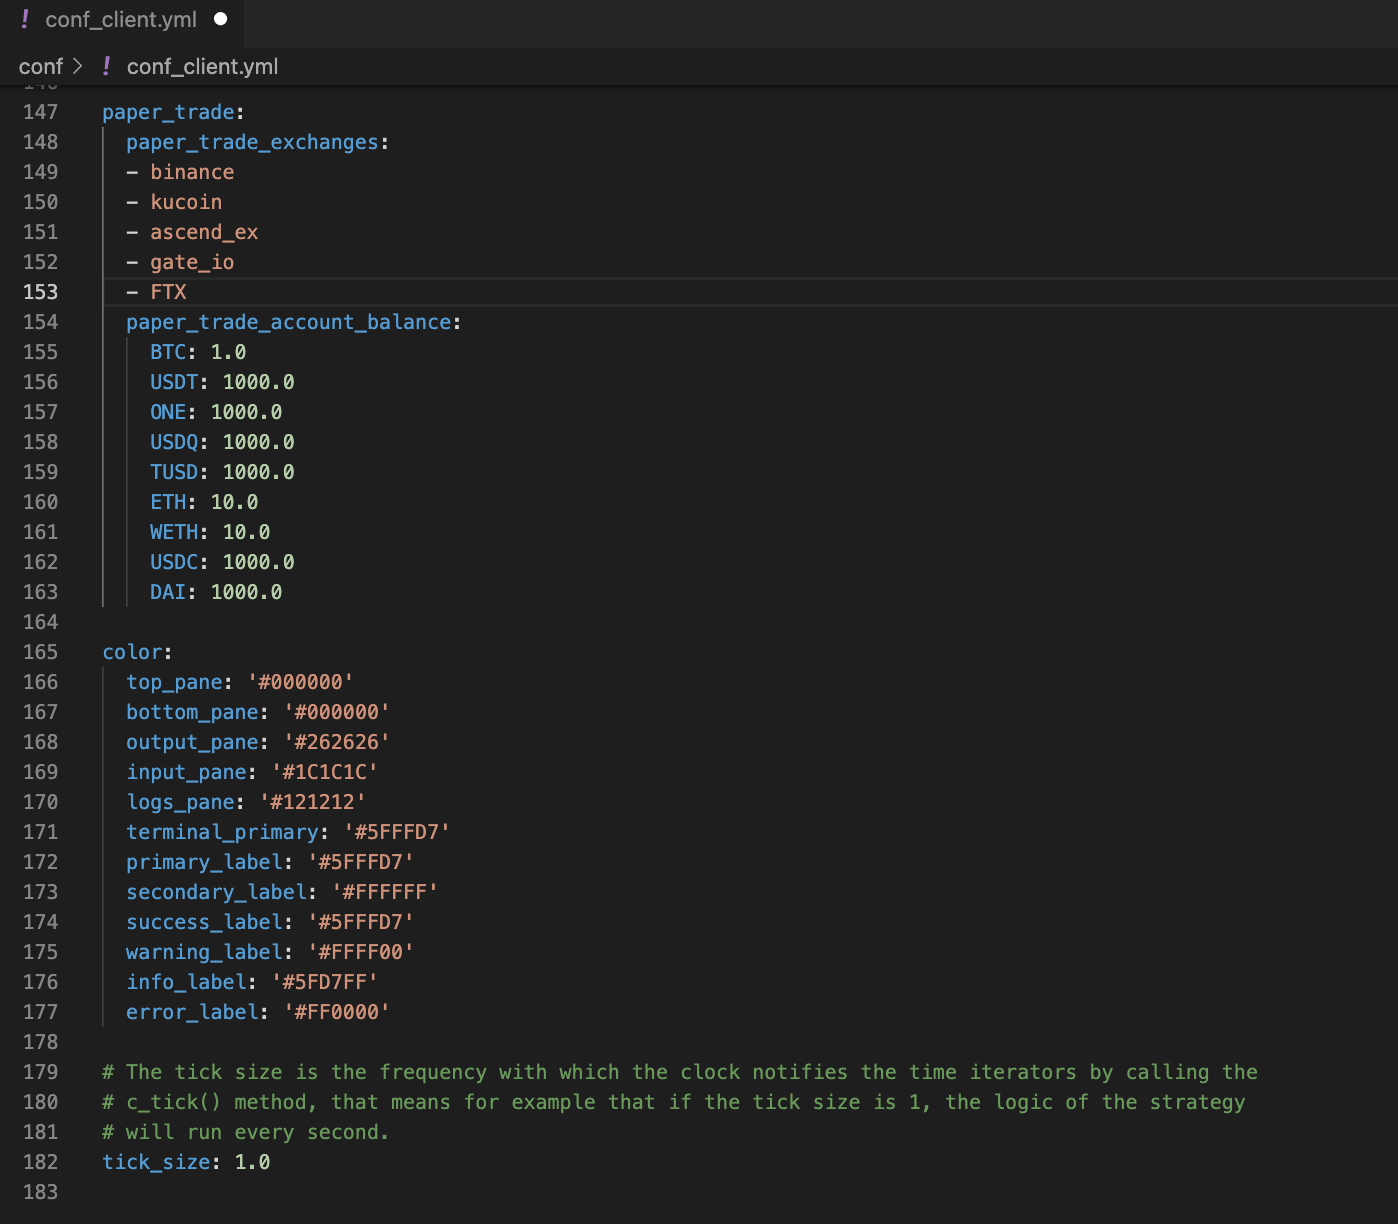 ! conf_client.yml
conf > ! conf_client.yml
147 paper_trade:
148   paper_trade_exchanges:
149   - binance
150   - kucoin
151   - ascend_ex
152   - gate_io
153   - FTX
154   paper_trade_account_balance:
155     BTC: 1.0
156     USDT: 1000.0
157     ONE: 1000.0
158     USDQ: 1000.0
159     TUSD: 1000.0
160     ETH: 10.0
161     WETH: 10.0
162     USDC: 1000.0
163     DAI: 1000.0
164
165 color:
166   top_pane: '#000000'
167   bottom_pane: '#000000'
168   output_pane: '#262626'
169   input_pane: '#1C1C1C'
170   logs_pane: '#121212'
171   terminal_primary: '#5FFFD7'
172   primary_label: '#5FFFD7'
173   secondary_label: '#FFFFFF'
174   success_label: '#5FFFD7'
175   warning_label: '#FFFF00'
176   info_label: '#5FD7FF'
177   error_label: '#FF0000'
178
179 # The tick size is the frequency with which the clock notifies the time iterators by calling the
180 # c_tick() method, that means for example that if the tick size is 1, the logic of the strategy
181 # will run every second.
182 tick_size: 1.0
183